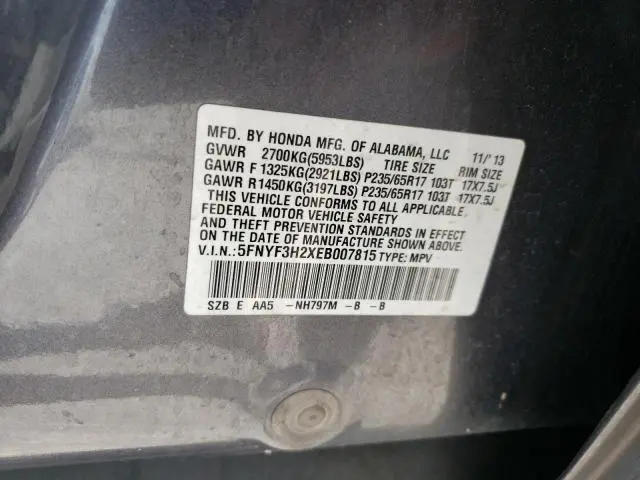 MFD. BY HONDA MFG. OF ALABAMA, LLC 11/'13
GVWR 2700KG(5953LBS) TIRE SIZE RIM SIZE
GAWR F 1325KG(2921LBS) P235/65R17 103T 17X7.5J
GAWR R1450KG(3197LBS) P235/65R17 103T 17X7.5J
THIS VEHICLE CONFORMS TO ALL APPLICABLE
FEDERAL MOTOR VEHICLE SAFETY
AND THEFT PREVENTION STANDARDS IN EFFECT
ON THE DATE OF MANUFACTURE SHOWN ABOVE.
V.I.N.:5FNYF3H2XEB007815 TYPE: MPV
SZB E AA5 -NH797M -B -B